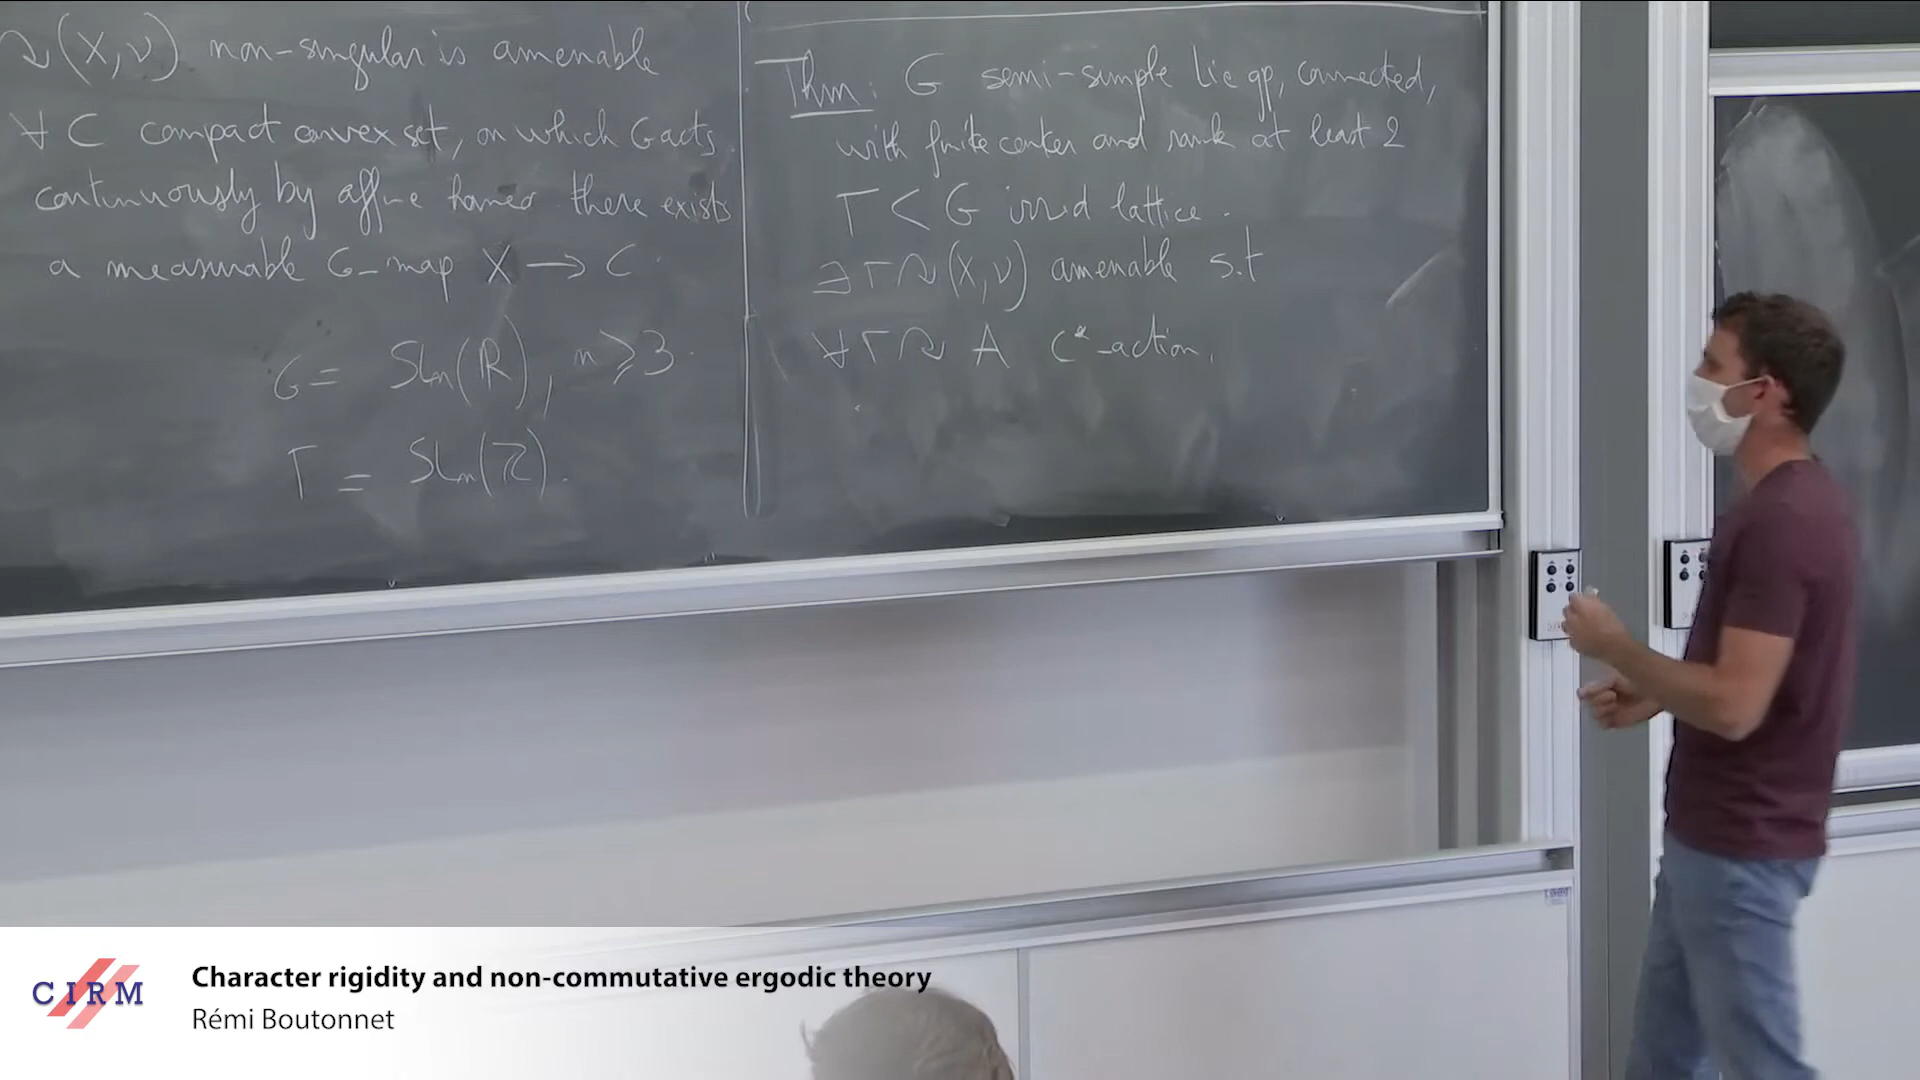 ↷ (X,ν) non-singular is amenable
∀ C compact convex set, on which G acts
continuously by affine homeo there exists
a measurable G-map X → C.
G = SLn(R), n ≥ 3.
Γ = SLn(Z).
Thm: G semi-simple Lie gp, connected,
with finite center and rank at least 2
Γ < G irred lattice.
∃ Γ ↷ (X,ν) amenable s.t
∀ Γ ↷ A C*-action,
CIRM
Character rigidity and non-commutative ergodic theory
Rémi Boutonnet